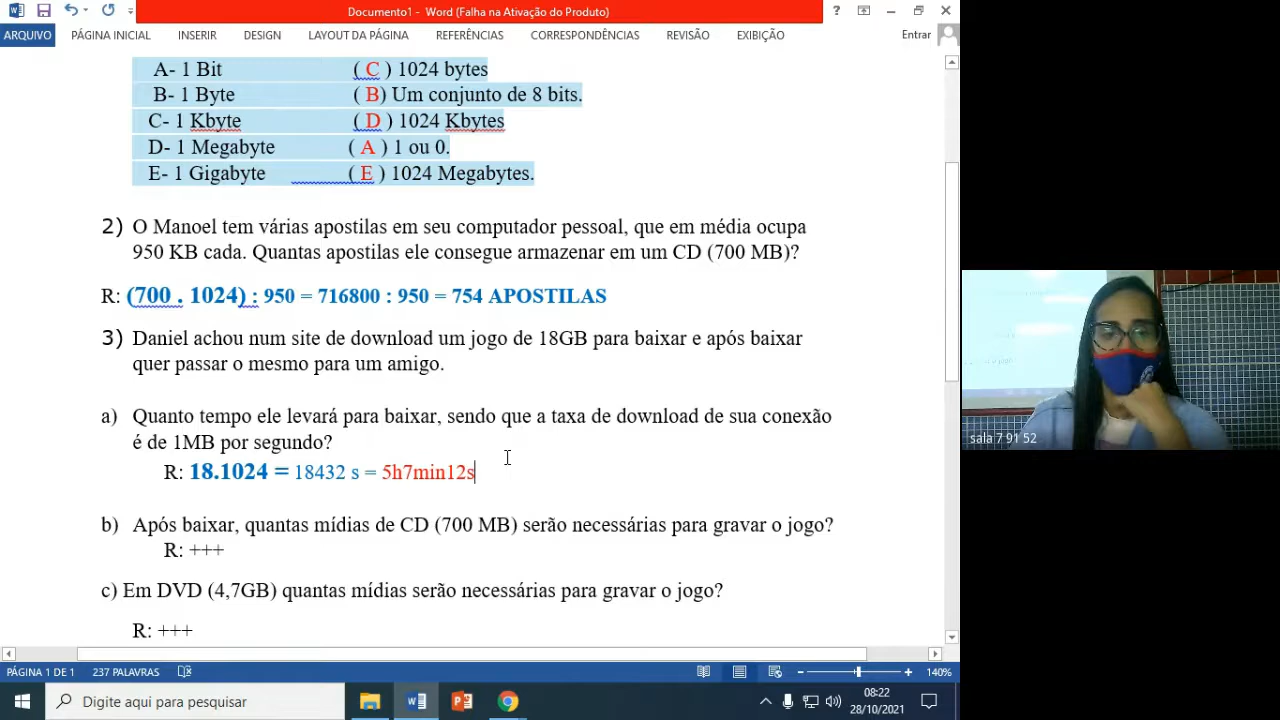 Documento1 - Word (Falha na Ativação do Produto)
ARQUIVO PÁGINA INICIAL INSERIR DESIGN LAYOUT DA PÁGINA REFERÊNCIAS CORRESPONDÊNCIAS REVISÃO EXIBIÇÃO Entrar
A- 1 Bit ( C ) 1024 bytes
B- 1 Byte ( B) Um conjunto de 8 bits.
C- 1 Kbyte ( D ) 1024 Kbytes
D- 1 Megabyte ( A ) 1 ou 0.
E- 1 Gigabyte ( E ) 1024 Megabytes.
2) O Manoel tem várias apostilas em seu computador pessoal, que em média ocupa
950 KB cada. Quantas apostilas ele consegue armazenar em um CD (700 MB)?
R: (700 . 1024) : 950 = 716800 : 950 = 754 APOSTILAS
3) Daniel achou num site de download um jogo de 18GB para baixar e após baixar
quer passar o mesmo para um amigo.
a) Quanto tempo ele levará para baixar, sendo que a taxa de download de sua conexão
é de 1MB por segundo?
R: 18.1024 = 18432 s = 5h7min12s
b) Após baixar, quantas mídias de CD (700 MB) serão necessárias para gravar o jogo?
R: +++
c) Em DVD (4,7GB) quantas mídias serão necessárias para gravar o jogo?
R: +++
sala 7 91 52
PÁGINA 1 DE 1 237 PALAVRAS 140%
Digite aqui para pesquisar
08:22
28/10/2021